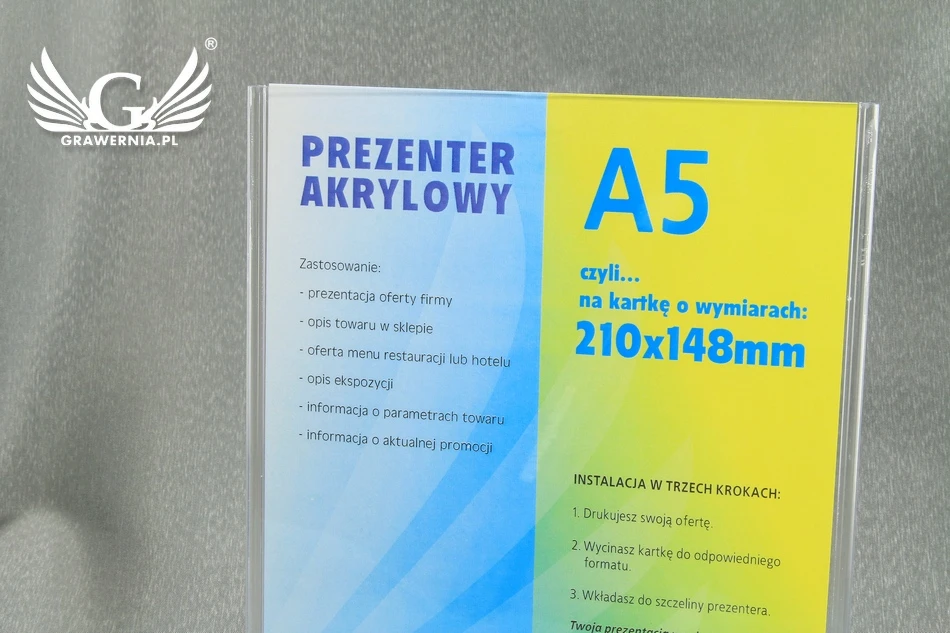 G
®
GRAWERNIA.PL
PREZENTER
AKRYLOWY
Zastosowanie:
- prezentacja oferty firmy
- opis towaru w sklepie
- oferta menu restauracji lub hotelu
- opis ekspozycji
- informacja o parametrach towaru
- informacja o aktualnej promocji
A5
czyli...
na kartkę o wymiarach:
210x148mm
INSTALACJA W TRZECH KROKACH:
1. Drukujesz swoją ofertę.
2. Wycinasz kartkę do odpowiedniego
formatu.
3. Wkładasz do szczeliny prezentera.
Twoja